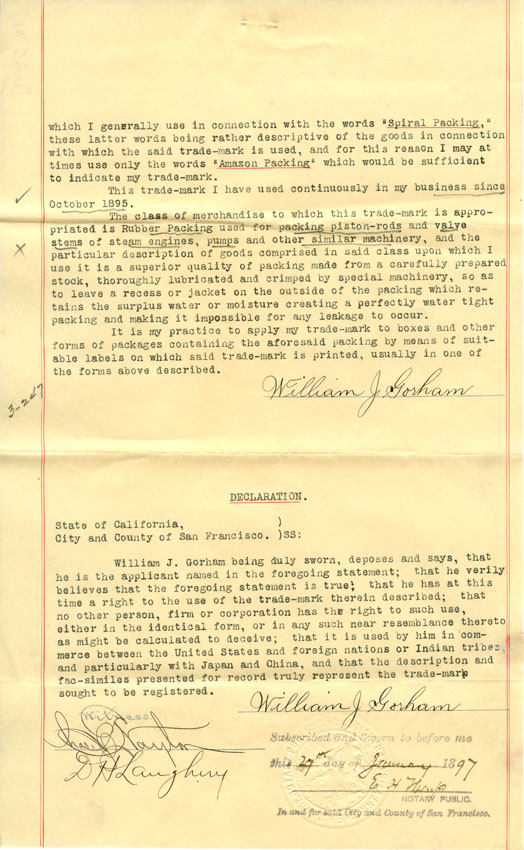 which I generally use in connection with the words "Spiral Packing,"
these latter words being rather descriptive of the goods in connection
with which the said trade-mark is used, and for this reason I may at
times use only the words "Amazon Packing" which would be sufficient
to indicate my trade-mark.
This trade-mark I have used continuously in my business since
October 1895.
The class of merchandise to which this trade-mark is appro-
priated is Rubber Packing used for packing piston-rods and valve
stems of steam engines, pumps and other similar machinery, and the
particular description of goods comprised in said class upon which I
use it is a superior quality of packing made from a carefully prepared
stock, thoroughly lubricated and crimped by special machinery, so as
to leave a recess or jacket on the outside of the packing which re-
tains the surplus water or moisture creating a perfectly water tight
packing and making it impossible for any leakage to occur.
It is my practice to apply my trade-mark to boxes and other
forms of packages containing the aforesaid packing by means of suit-
able labels on which said trade-mark is printed, usually in one of
the forms above described.
William J Gorham
3-247
DECLARATION.
State of California, )
City and County of San Francisco. )SS:
William J. Gorham being duly sworn, deposes and says, that
he is the applicant named in the foregoing statement; that he verily
believes that the foregoing statement is true; that he has at this
time a right to the use of the trade-mark therein described; that
no other person, firm or corporation has the right to such use,
either in the identical form, or in any such near resemblance thereto
as might be calculated to deceive; that it is used by him in com-
merce between the United States and foreign nations or Indian tribes,
and particularly with Japan and China, and that the description and
fac-similes presented for record truly represent the trade-mark
sought to be registered.
William J Gorham
Witnesses
D H Laughery
Subscribed and Sworn to before me
this 27th day of January 1897
E H
NOTARY PUBLIC.
In and for said City and County of San Francisco.